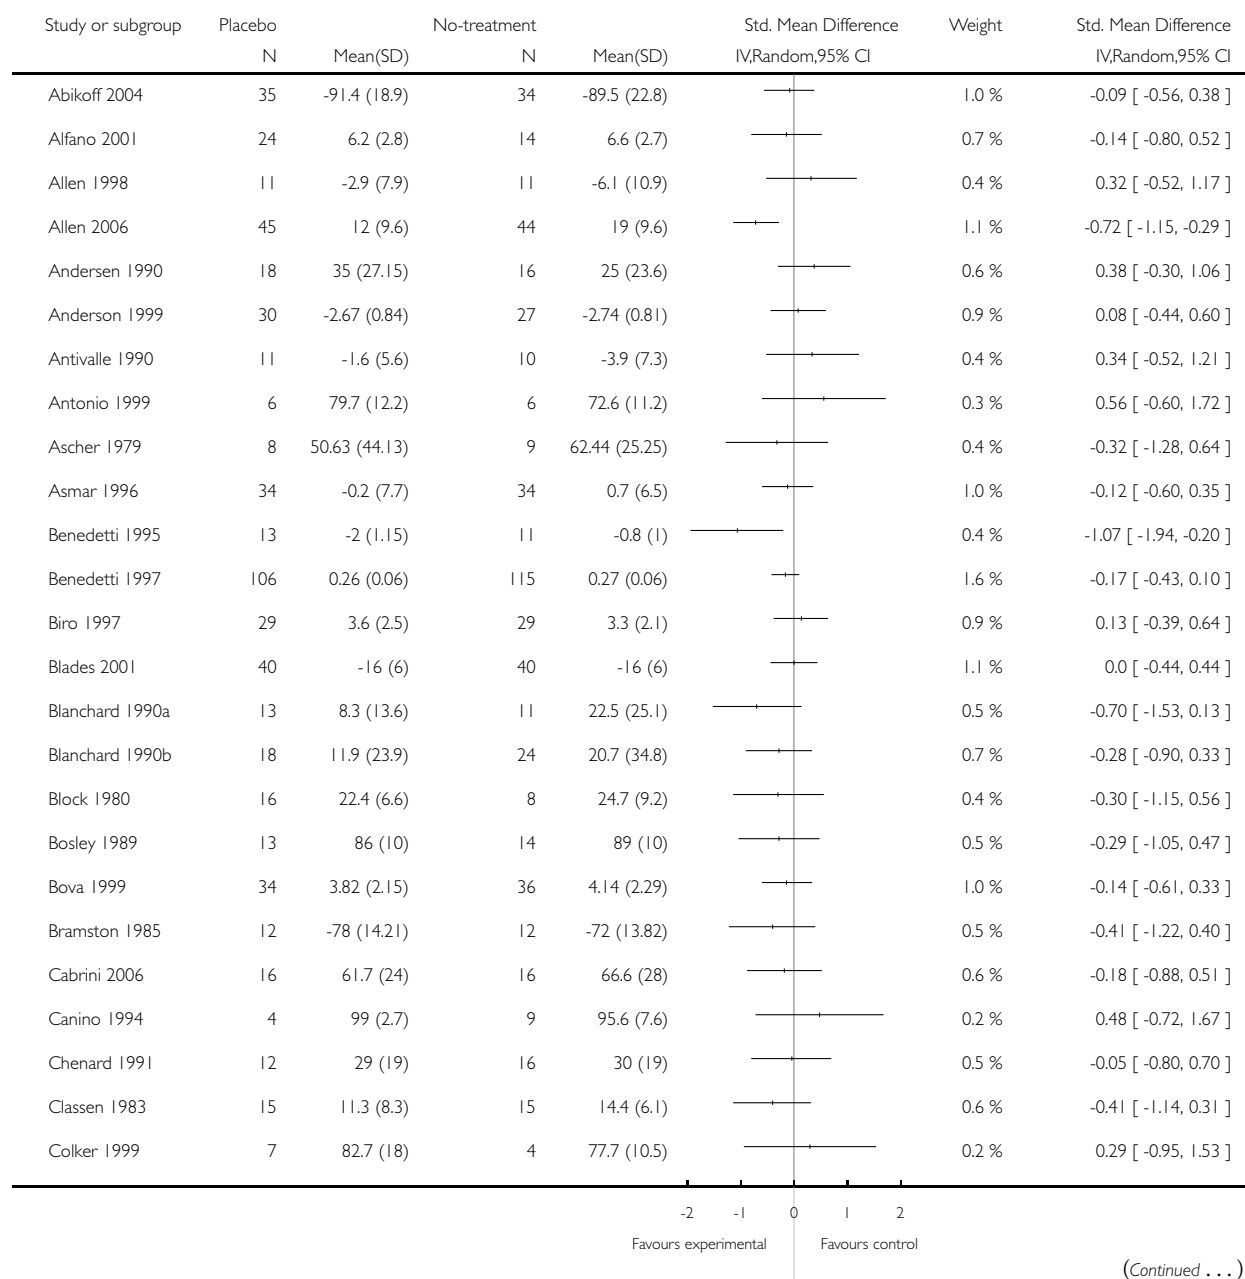 Study or subgroup Placebo No-treatment Std. Mean Difference Weight Std. Mean Difference
N Mean(SD) N Mean(SD) IV,Random,95% CI IV,Random,95% CI
Abikoff 2004 35 -91.4 (18.9) 34 -89.5 (22.8) 1.0 % -0.09 [ -0.56, 0.38 ]
Alfano 2001 24 6.2 (2.8) 14 6.6 (2.7) 0.7 % -0.14 [ -0.80, 0.52 ]
Allen 1998 11 -2.9 (7.9) 11 -6.1 (10.9) 0.4 % 0.32 [ -0.52, 1.17 ]
Allen 2006 45 12 (9.6) 44 19 (9.6) 1.1 % -0.72 [ -1.15, -0.29 ]
Andersen 1990 18 35 (27.15) 16 25 (23.6) 0.6 % 0.38 [ -0.30, 1.06 ]
Anderson 1999 30 -2.67 (0.84) 27 -2.74 (0.81) 0.9 % 0.08 [ -0.44, 0.60 ]
Antivalle 1990 11 -1.6 (5.6) 10 -3.9 (7.3) 0.4 % 0.34 [ -0.52, 1.21 ]
Antonio 1999 6 79.7 (12.2) 6 72.6 (11.2) 0.3 % 0.56 [ -0.60, 1.72 ]
Ascher 1979 8 50.63 (44.13) 9 62.44 (25.25) 0.4 % -0.32 [ -1.28, 0.64 ]
Asmar 1996 34 -0.2 (7.7) 34 0.7 (6.5) 1.0 % -0.12 [ -0.60, 0.35 ]
Benedetti 1995 13 -2 (1.15) 11 -0.8 (1) 0.4 % -1.07 [ -1.94, -0.20 ]
Benedetti 1997 106 0.26 (0.06) 115 0.27 (0.06) 1.6 % -0.17 [ -0.43, 0.10 ]
Biro 1997 29 3.6 (2.5) 29 3.3 (2.1) 0.9 % 0.13 [ -0.39, 0.64 ]
Blades 2001 40 -16 (6) 40 -16 (6) 1.1 % 0.0 [ -0.44, 0.44 ]
Blanchard 1990a 13 8.3 (13.6) 11 22.5 (25.1) 0.5 % -0.70 [ -1.53, 0.13 ]
Blanchard 1990b 18 11.9 (23.9) 24 20.7 (34.8) 0.7 % -0.28 [ -0.90, 0.33 ]
Block 1980 16 22.4 (6.6) 8 24.7 (9.2) 0.4 % -0.30 [ -1.15, 0.56 ]
Bosley 1989 13 86 (10) 14 89 (10) 0.5 % -0.29 [ -1.05, 0.47 ]
Bova 1999 34 3.82 (2.15) 36 4.14 (2.29) 1.0 % -0.14 [ -0.61, 0.33 ]
Bramston 1985 12 -78 (14.21) 12 -72 (13.82) 0.5 % -0.41 [ -1.22, 0.40 ]
Cabrini 2006 16 61.7 (24) 16 66.6 (28) 0.6 % -0.18 [ -0.88, 0.51 ]
Canino 1994 4 99 (2.7) 9 95.6 (7.6) 0.2 % 0.48 [ -0.72, 1.67 ]
Chenard 1991 12 29 (19) 16 30 (19) 0.5 % -0.05 [ -0.80, 0.70 ]
Classen 1983 15 11.3 (8.3) 15 14.4 (6.1) 0.6 % -0.41 [ -1.14, 0.31 ]
Colker 1999 7 82.7 (18) 4 77.7 (10.5) 0.2 % 0.29 [ -0.95, 1.53 ]
-2 -1 0 1 2
Favours experimental Favours control
(Continued . . . )